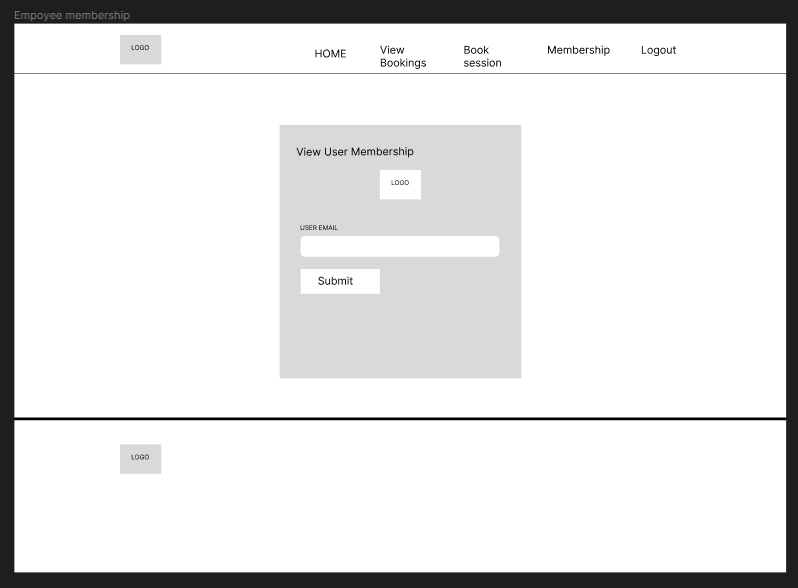 Empoyee membership
LOGO
HOME
View
Bookings
Book
session
Membership
Logout
View User Membership
LOGO
USER EMAIL
Submit
LOGO